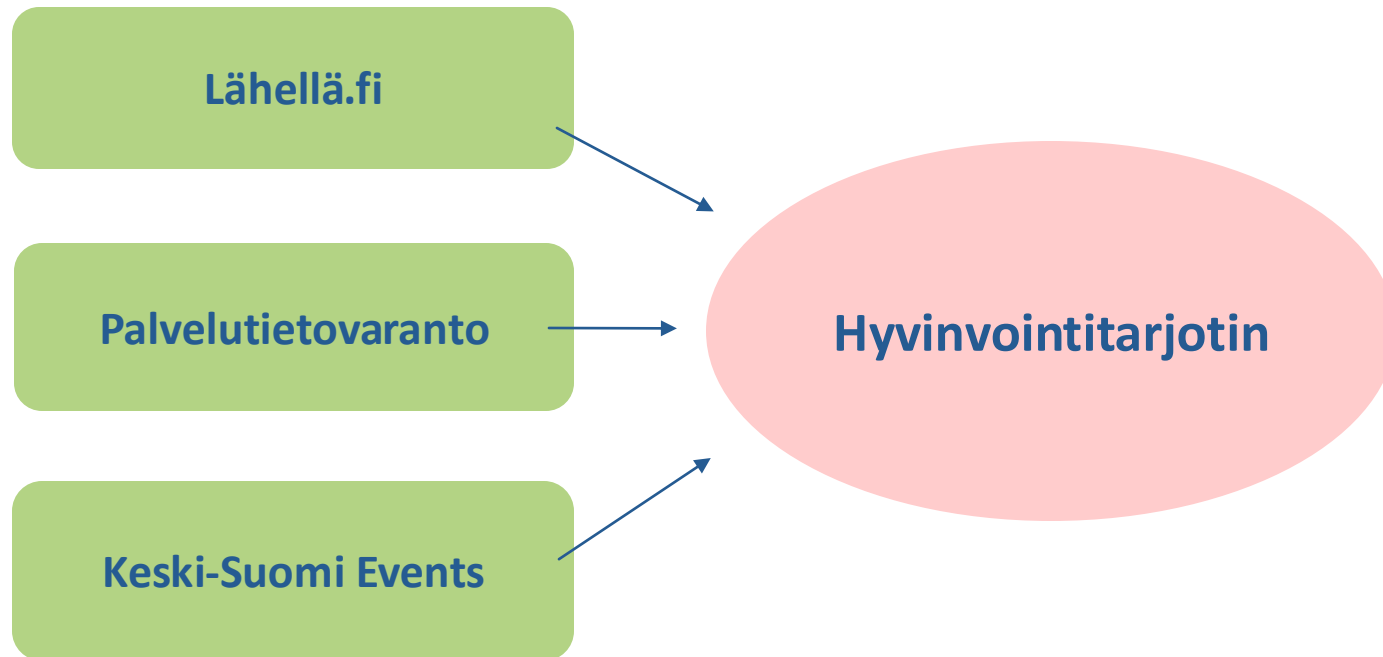 Lähellä.fi
Palvelutietovaranto
Hyvinvointitarjotin
Keski-Suomi Events